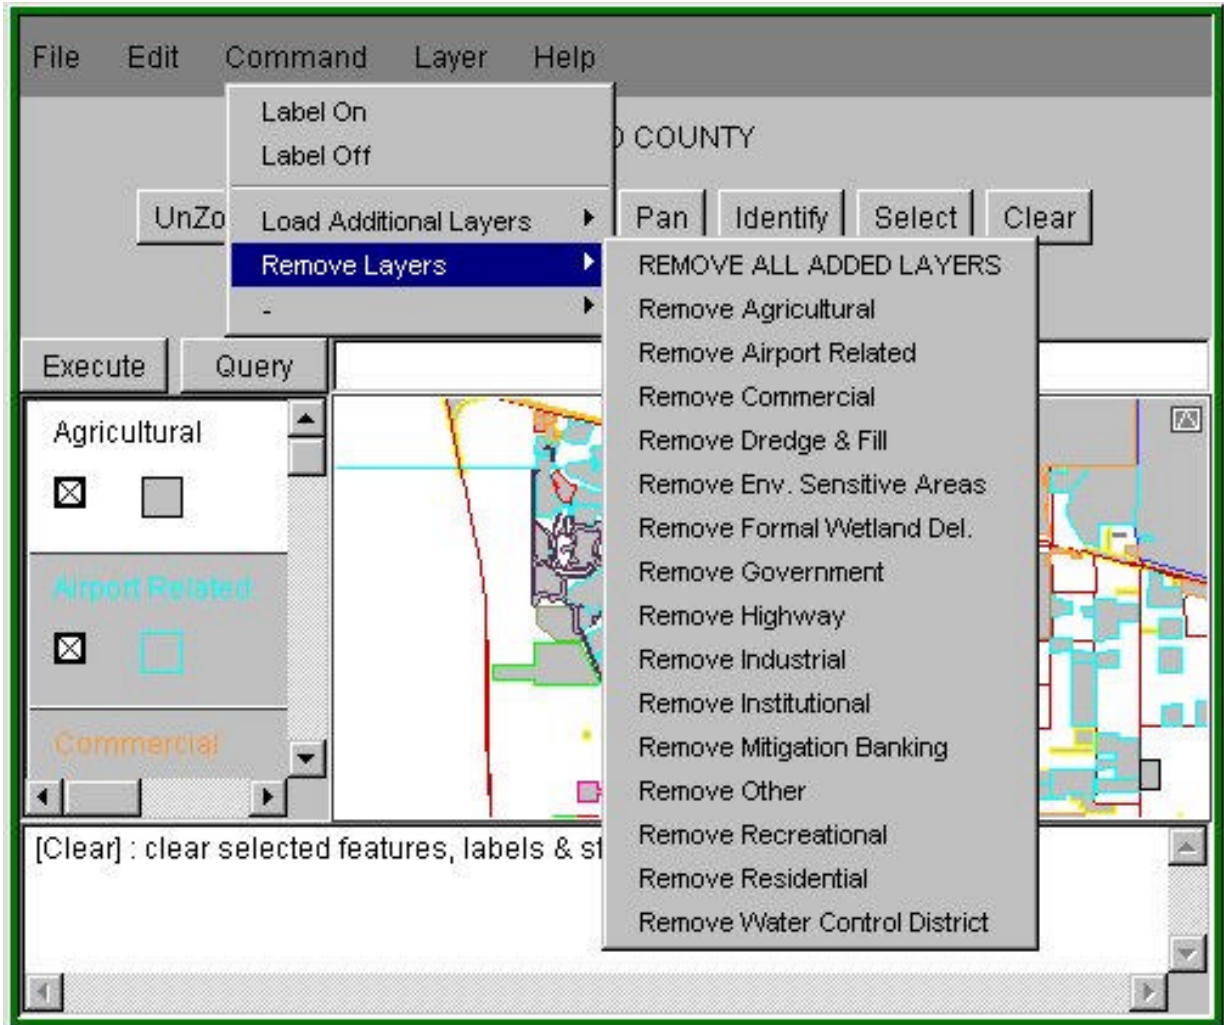 File Edit Command Layer Help
Label On
Label Off
COUNTY
Load Additional Layers
Remove Layers
-
Pan Identify Select Clear
REMOVE ALL ADDED LAYERS
Remove Agricultural
Remove Airport Related
Remove Commercial
Remove Dredge & Fill
Remove Env. Sensitive Areas
Remove Formal Wetland Del.
Remove Government
Remove Highway
Remove Industrial
Remove Institutional
Remove Mitigation Banking
Remove Other
Remove Recreational
Remove Residential
Remove Water Control District
Execute Query
Agricultural
Airport Related
Commercial
[Clear] : clear selected features, labels &